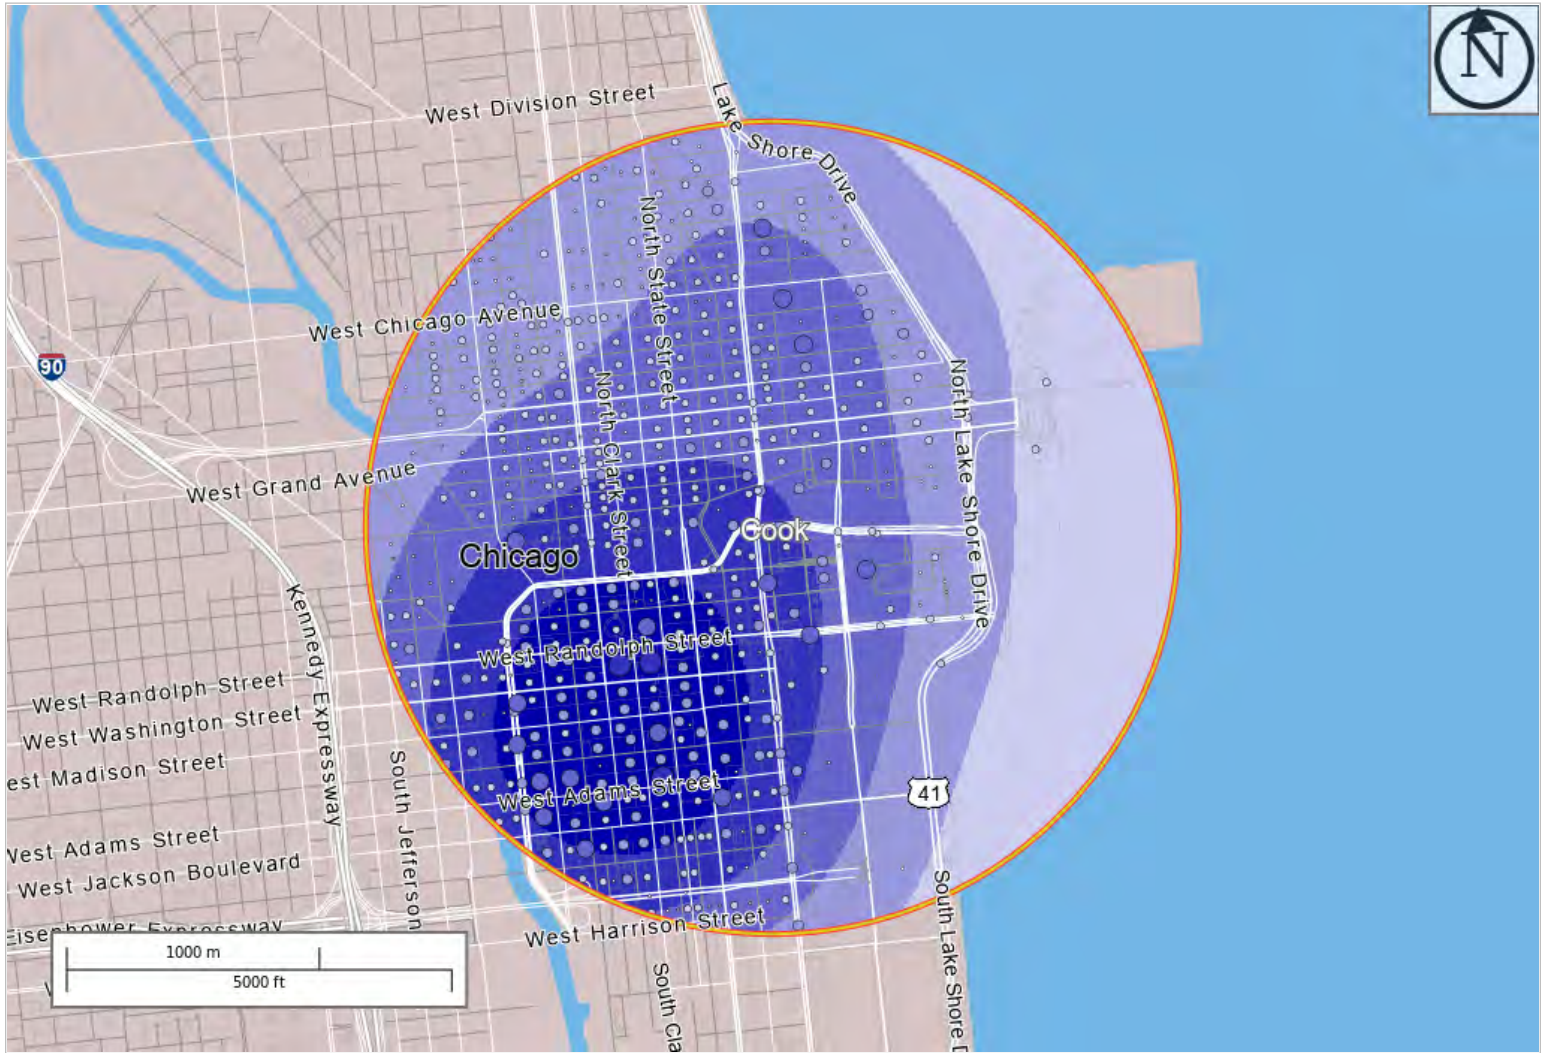 N
West Division Street
Lake Shore Drive
North State Street
West Chicago Avenue
90
North Clark Street
North Lake Shore Drive
West Grand Avenue
Cook
Chicago
Kennedy Expressway
West Randolph Street
West Randolph Street
West Washington Street
est Madison Street
South Jefferson
West Adams Street
41
West Adams Street
West Jackson Boulevard
South Lake Shore D
Eisenhower Expressway
West Harrison Street
South Cla
1000 m
5000 ft